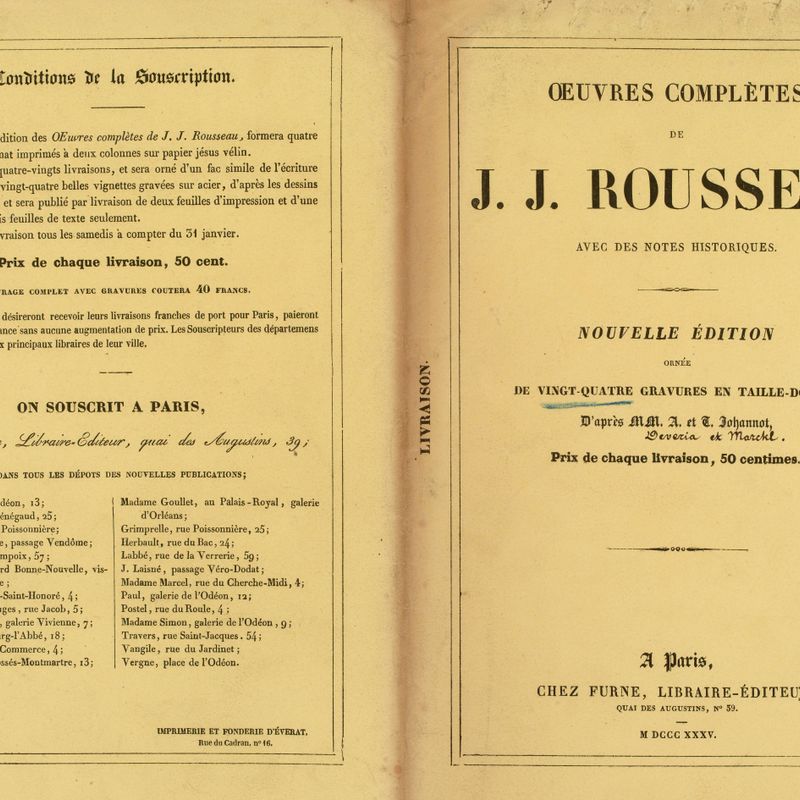 Conditions de la Souscription.
dition des OEuvres complètes de J. J. Rousseau, formera quatre
mat imprimés à deux colonnes sur papier jésus vélin.
quatre-vingts livraisons, et sera orné d'un fac simile de l'écriture
vingt-quatre belles vignettes gravées sur acier, d'après les dessins
et sera publié par livraison de deux feuilles d'impression et d'une
is feuilles de texte seulement.
vraison tous les samedis à compter du 31 janvier.
Prix de chaque livraison, 50 cent.
RAGE COMPLET AVEC GRAVURES COUTERA 40 FRANCS.
désireront recevoir leurs livraisons franches de port pour Paris, paieront
ance sans aucune augmentation de prix. Les Souscripteurs des départemens
x principaux libraires de leur ville.
ON SOUSCRIT A PARIS,
, Libraire-Editeur, quai des Augustins, 39;
DANS TOUS LES DÉPOTS DES NOUVELLES PUBLICATIONS;
déon, 13;
énégaud, 25;
Poissonnière;
e, passage Vendôme;
mpoix, 57;
rd Bonne-Nouvelle, vis-
e;
-Saint-Honoré, 4;
ges, rue Jacob, 5;
, galerie Vivienne, 7;
rg-l'Abbé, 18;
Commerce, 4;
ossés-Montmartre, 13;
Madame Goullet, au Palais-Royal, galerie
d'Orléans;
Grimprelle, rue Poissonnière, 25;
Herbault, rue du Bac, 24;
Labbé, rue de la Verrerie, 59;
J. Laisné, passage Véro-Dodat;
Madame Marcel, rue du Cherche-Midi, 4;
Paul, galerie de l'Odéon, 12;
Postel, rue du Roule, 4;
Madame Simon, galerie de l'Odéon, 9;
Travers, rue Saint-Jacques. 54;
Vangile, rue du Jardinet;
Vergne, place de l'Odéon.
IMPRIMERIE ET FONDERIE D'ÉVERAT,
Rue du Cadran, n° 16.
LIVRAISON.
ŒUVRES COMPLÈTES
DE
J. J. ROUSSE
AVEC DES NOTES HISTORIQUES.
NOUVELLE ÉDITION
ORNÉE
DE VINGT-QUATRE GRAVURES EN TAILLE-DO
D'après MM. A. et T. Johannot,
Deveria et Marckl.
Prix de chaque livraison, 50 centimes.
A Paris,
CHEZ FURNE, LIBRAIRE-ÉDITEU
QUAI DES AUGUSTINS, N° 39.
M DCCC XXXV.